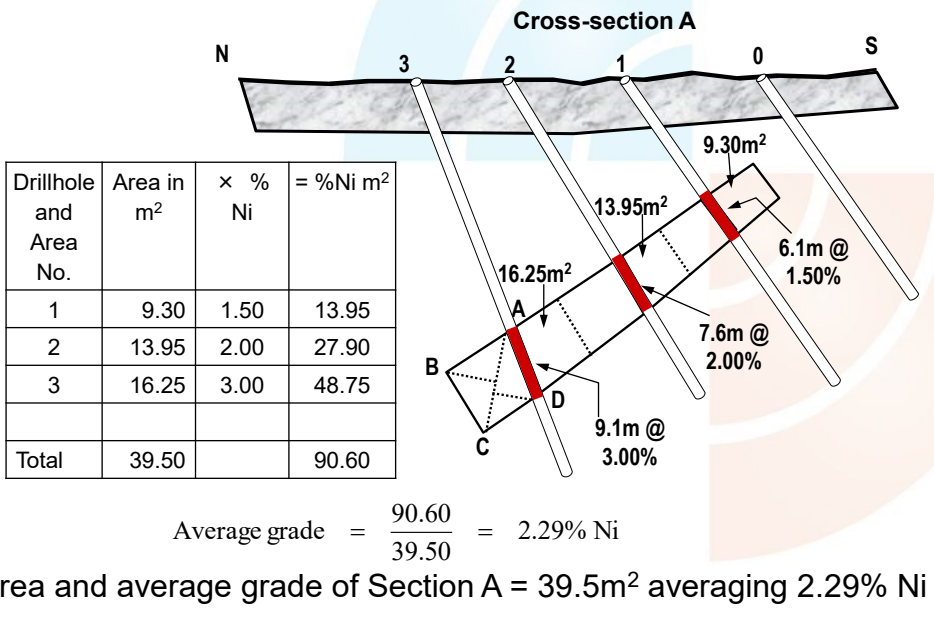 Cross-section A
N
3
2
1
0
S
9.30m²
13.95m²
16.25m²
A
B
C
D
6.1m @
1.50%
7.6m @
2.00%
9.1m @
3.00%
Drillhole and Area No. Area in m² × % Ni = %Ni m²
1 9.30 1.50 13.95
2 13.95 2.00 27.90
3 16.25 3.00 48.75
Total 39.50 90.60
Average grade = 90.60 / 39.50 = 2.29% Ni
rea and average grade of Section A = 39.5m² averaging 2.29% Ni